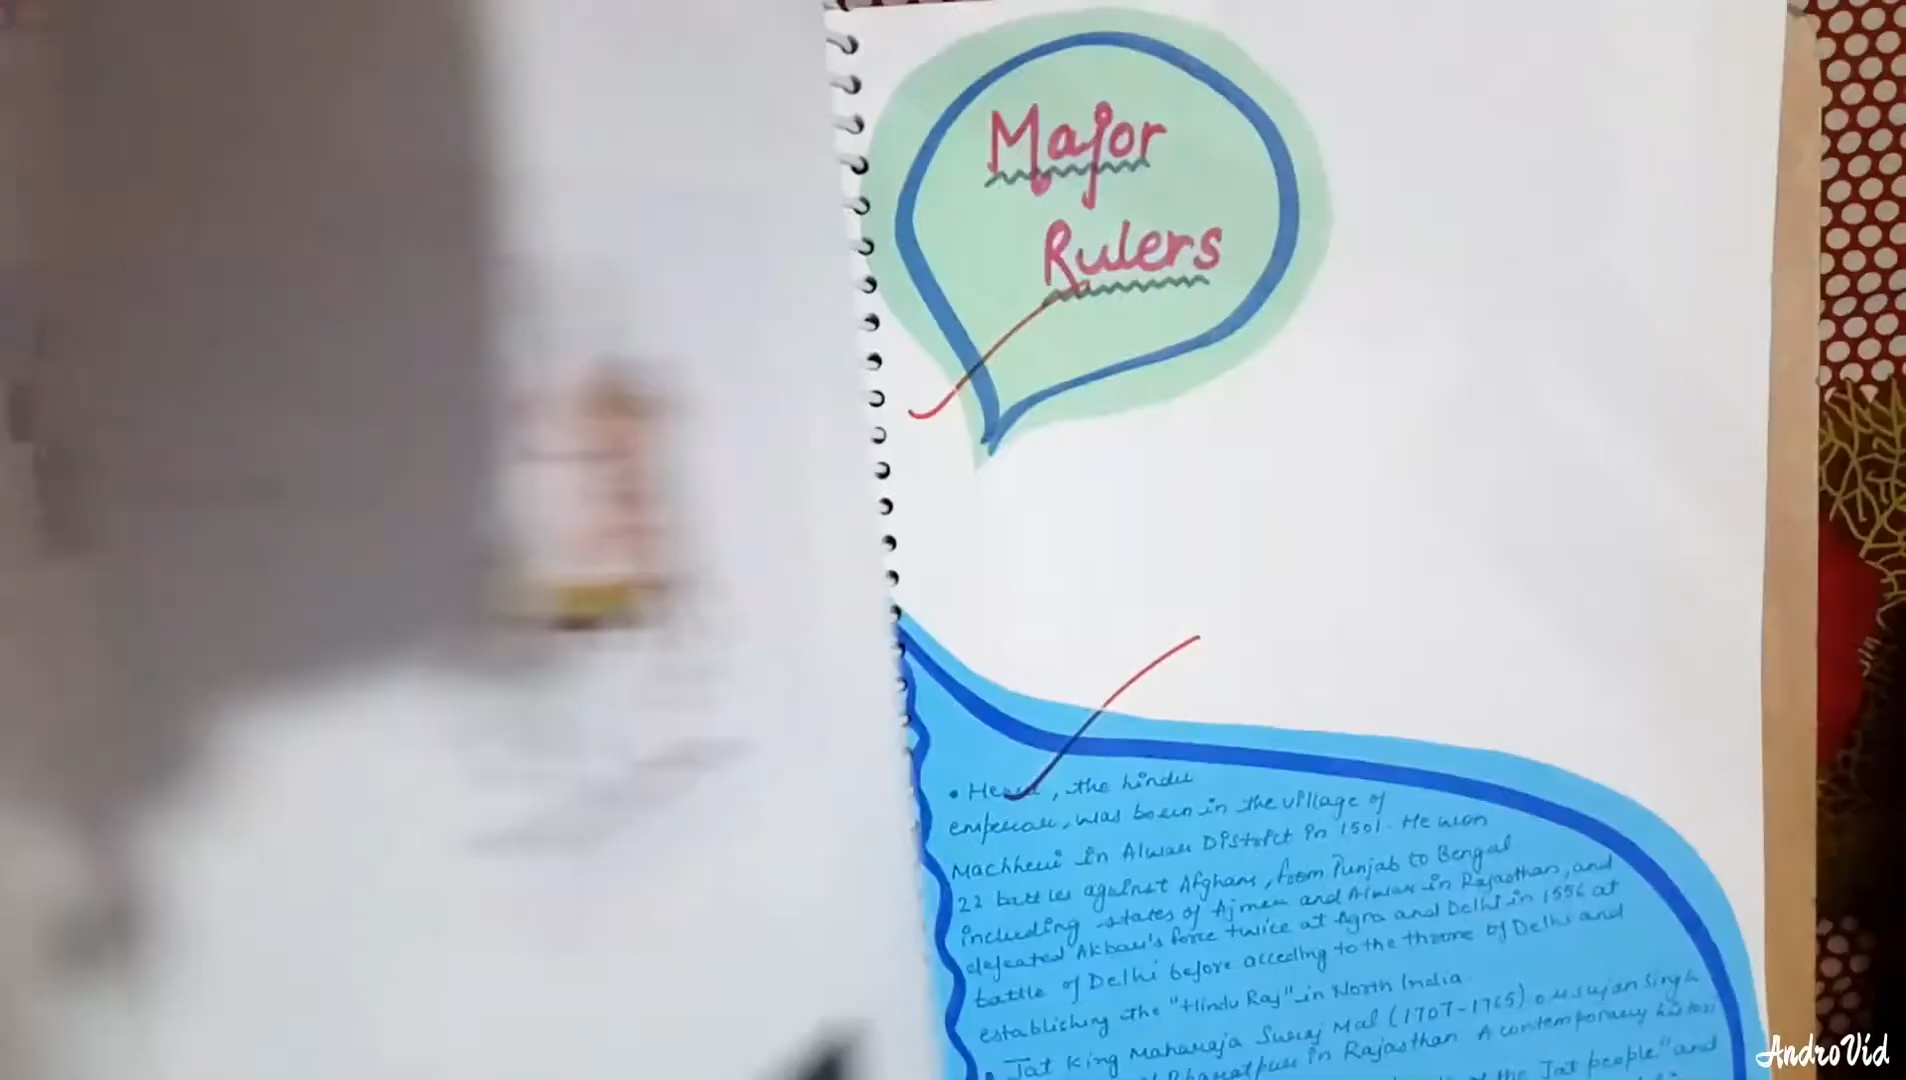 Major
Rulers
• Hemu, the hindu
emperor, was born in the village of
Machheri in Alwar District in 1501. He won
22 battles against Afghans, from Punjab to Bengal
including states of Ajmer and Alwar in Rajasthan, and
defeated Akbar's force twice at Agra and Delhi in 1556 at
battle of Delhi before acceding to the throne of Delhi and
establishing the "Hindu Raj" in North India.
• Jat King Maharaja Suraj Mal (1707-1765) or Sujan Singh
Bharatpur in Rajasthan. A contemporary
the Jat people" and
AndroVid